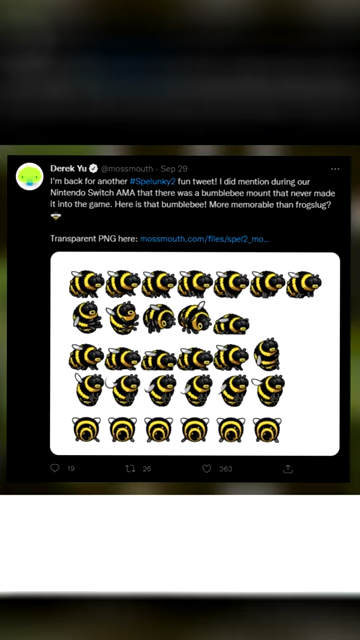 Derek Yu @mossmouth · Sep 29
I'm back for another #Spelunky2 fun tweet! I did mention during our
Nintendo Switch AMA that there was a bumblebee mount that never made
it into the game. Here is that bumblebee! More memorable than frogslug?
Transparent PNG here: mossmouth.com/files/spel2_mo...
19 26 363